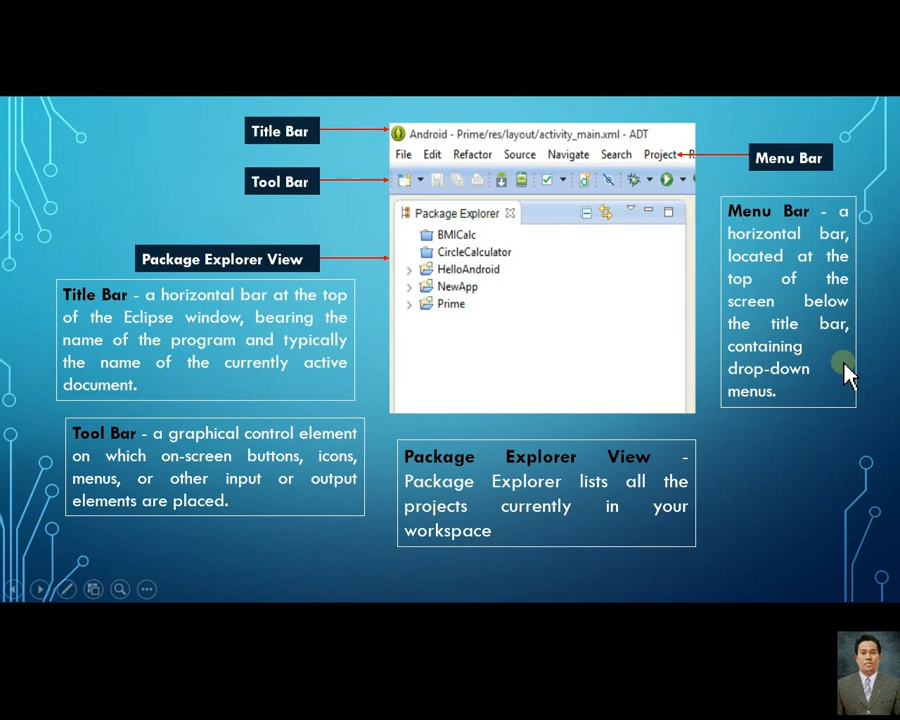 Title Bar
Android - Prime/res/layout/activity_main.xml - ADT
File Edit Refactor Source Navigate Search Project
Menu Bar
Tool Bar
Package Explorer
BMICalc
CircleCalculator
HelloAndroid
NewApp
Prime
Package Explorer View
Title Bar - a horizontal bar at the top
of the Eclipse window, bearing the
name of the program and typically
the name of the currently active
document.
Menu Bar - a
horizontal bar,
located at the
top of the
screen below
the title bar,
containing
drop-down
menus.
Tool Bar - a graphical control element
on which on-screen buttons, icons,
menus, or other input or output
elements are placed.
Package Explorer View -
Package Explorer lists all the
projects currently in your
workspace